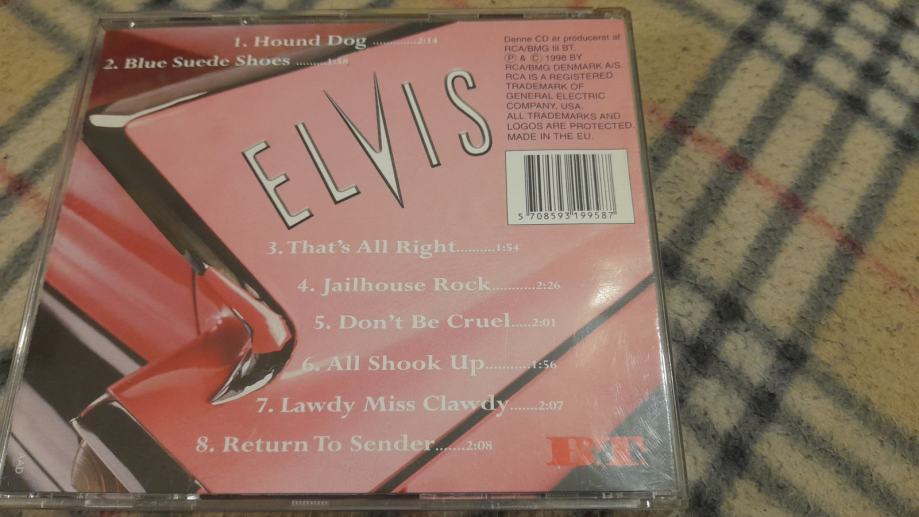 1. Hound Dog ............2:14
2. Blue Suede Shoes .........1:58
ELVIS
Denne CD er produceret af
RCA/BMG til BT.
Ⓟ & © 1998 BY
RCA/BMG DENMARK A/S.
RCA IS A REGISTERED
TRADEMARK OF
GENERAL ELECTRIC
COMPANY, USA.
ALL TRADEMARKS AND
LOGOS ARE PROTECTED.
MADE IN THE EU.
5 708593 199587
3. That's All Right..........1:54
4. Jailhouse Rock...........2:26
5. Don't Be Cruel.....2:01
6. All Shook Up...........1:56
7. Lawdy Miss Clawdy.......2:07
8. Return To Sender.......2:08
B.T.
AAD